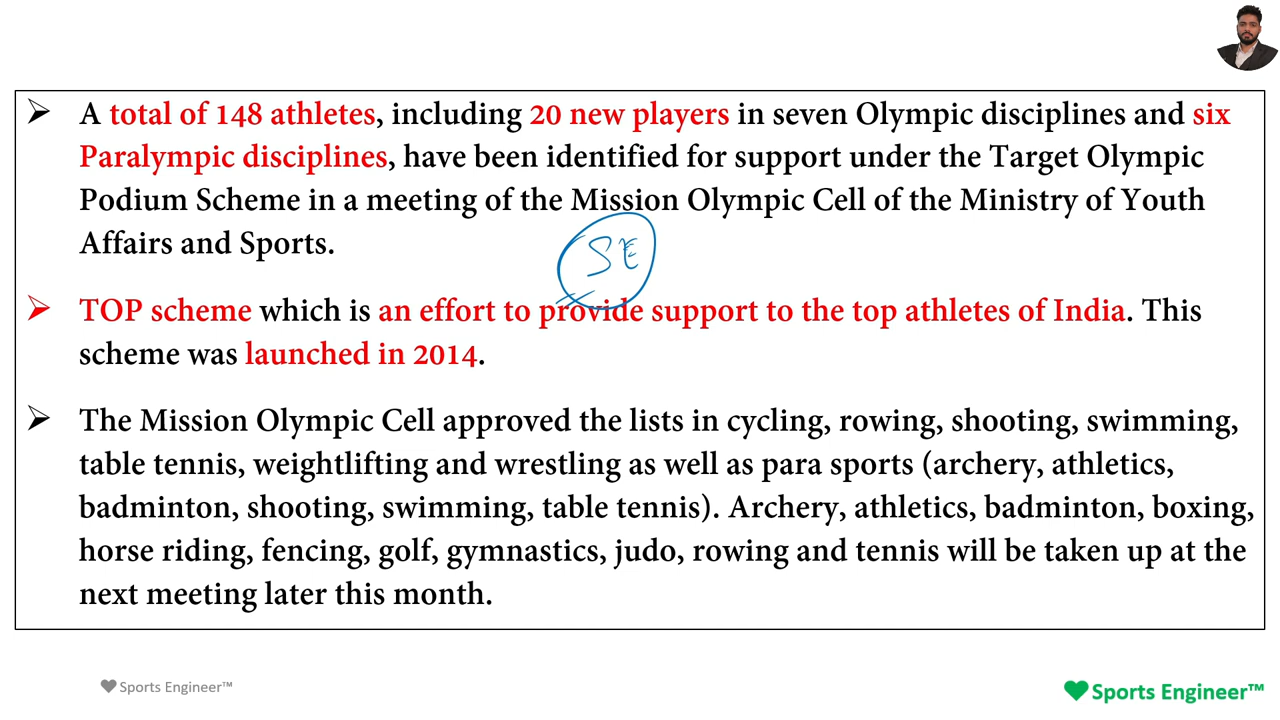 A total of 148 athletes, including 20 new players in seven Olympic disciplines and six
Paralympic disciplines, have been identified for support under the Target Olympic
Podium Scheme in a meeting of the Mission Olympic Cell of the Ministry of Youth
Affairs and Sports.
SE
TOP scheme which is an effort to provide support to the top athletes of India. This
scheme was launched in 2014.
The Mission Olympic Cell approved the lists in cycling, rowing, shooting, swimming,
table tennis, weightlifting and wrestling as well as para sports (archery, athletics,
badminton, shooting, swimming, table tennis). Archery, athletics, badminton, boxing,
horse riding, fencing, golf, gymnastics, judo, rowing and tennis will be taken up at the
next meeting later this month.
Sports Engineer™
Sports Engineer™